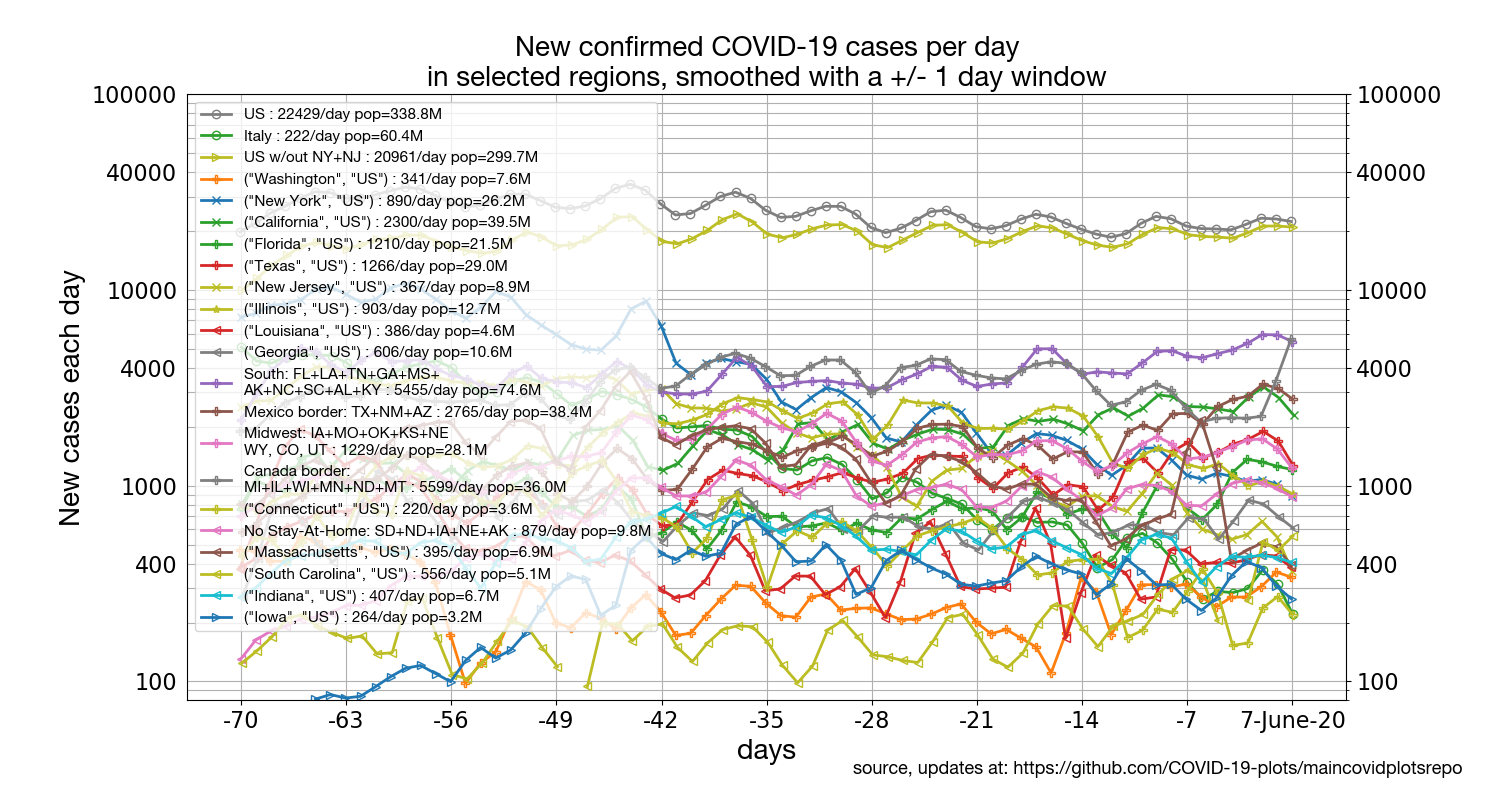 New confirmed COVID-19 cases per day
in selected regions, smoothed with a +/- 1 day window
New cases each day
100000
40000
10000
4000
1000
400
100
US : 22429/day pop=338.8M
Italy : 222/day pop=60.4M
US w/out NY+NJ : 20961/day pop=299.7M
("Washington", "US") : 341/day pop=7.6M
("New York", "US") : 890/day pop=26.2M
("California", "US") : 2300/day pop=39.5M
("Florida", "US") : 1210/day pop=21.5M
("Texas", "US") : 1266/day pop=29.0M
("New Jersey", "US") : 367/day pop=8.9M
("Illinois", "US") : 903/day pop=12.7M
("Louisiana", "US") : 386/day pop=4.6M
("Georgia", "US") : 606/day pop=10.6M
South: FL+LA+TN+GA+MS+
AK+NC+SC+AL+KY : 5455/day pop=74.6M
Mexico border: TX+NM+AZ : 2765/day pop=38.4M
Midwest: IA+MO+OK+KS+NE
WY, CO, UT : 1229/day pop=28.1M
Canada border:
MI+IL+WI+MN+ND+MT : 5599/day pop=36.0M
("Connecticut", "US") : 220/day pop=3.6M
No Stay-At-Home: SD+ND+IA+NE+AK : 879/day pop=9.8M
("Massachusetts", "US") : 395/day pop=6.9M
("South Carolina", "US") : 556/day pop=5.1M
("Indiana", "US") : 407/day pop=6.7M
("Iowa", "US") : 264/day pop=3.2M
100000
40000
10000
4000
1000
400
100
-70 -63 -56 -49 -42 -35 -28 -21 -14 -7 7-June-20
days
source, updates at: https://github.com/COVID-19-plots/maincovidplotsrepo